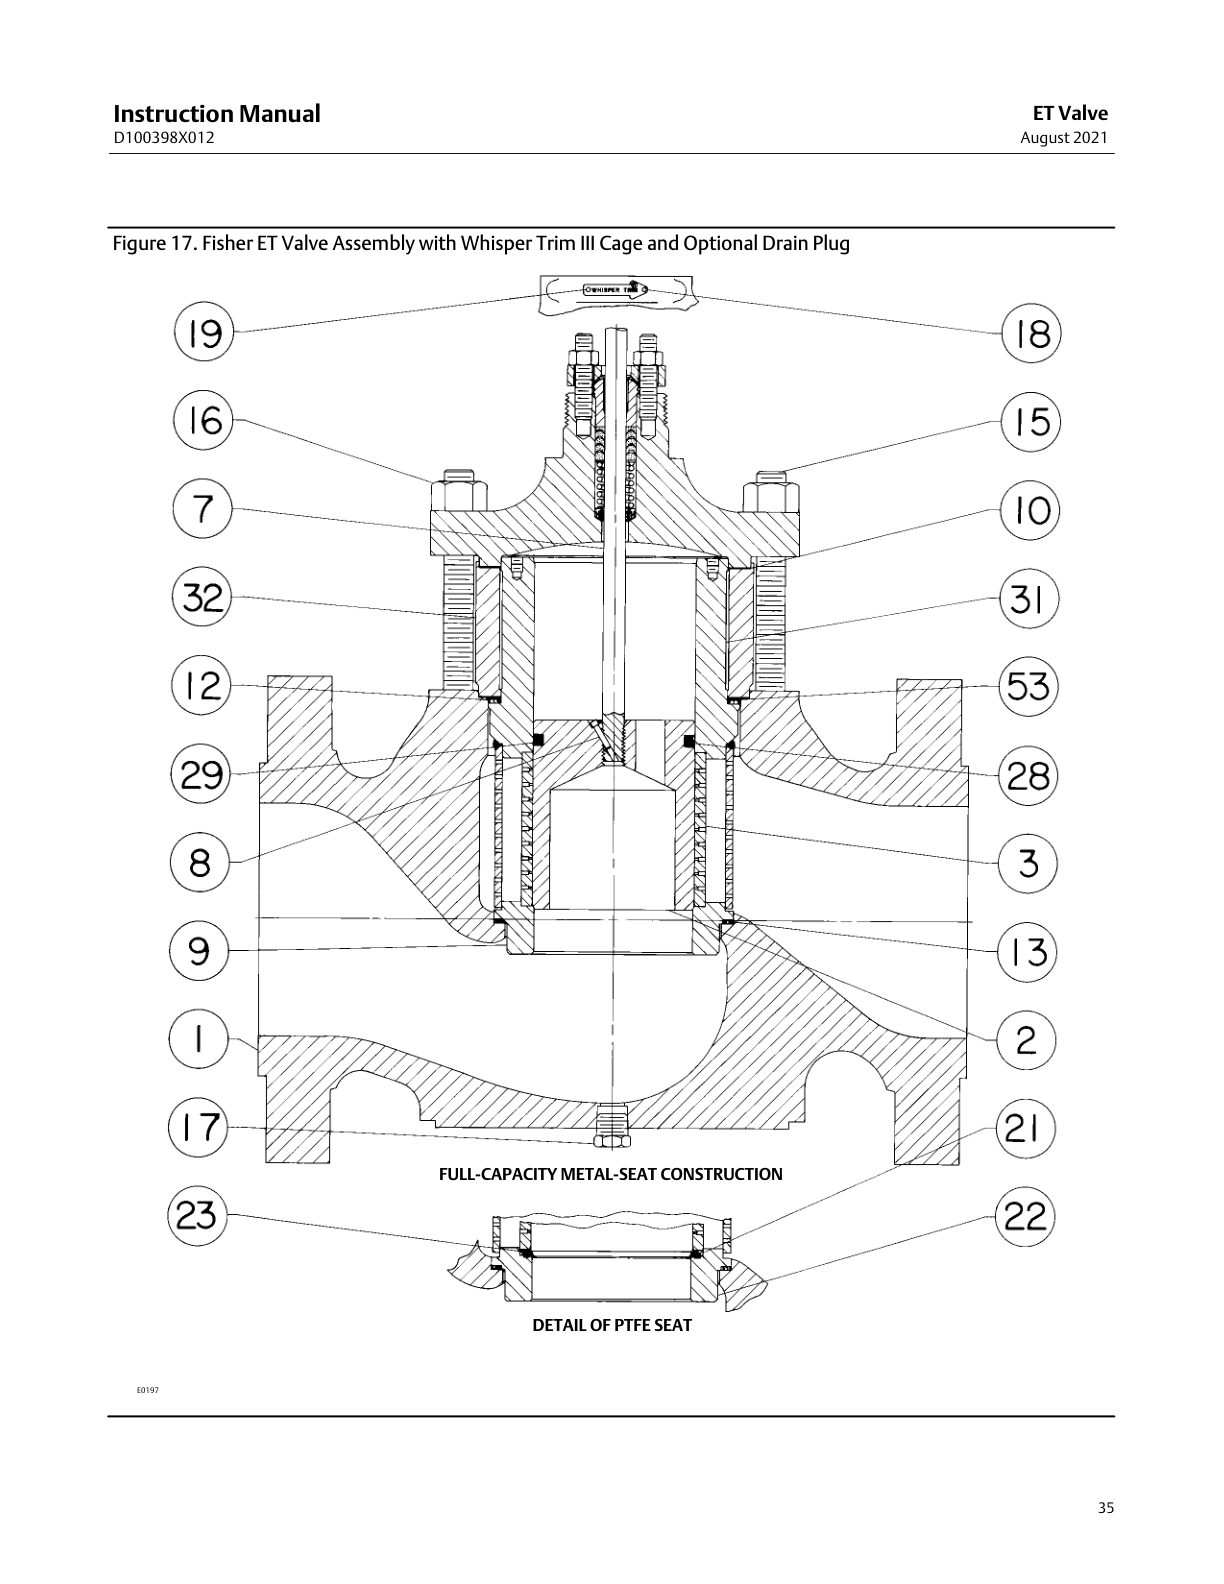 Instruction Manual
D100398X012
ET Valve
August 2021
Figure 17. Fisher ET Valve Assembly with Whisper Trim III Cage and Optional Drain Plug
WHISPER TRIM
19
18
16
15
7
10
32
31
12
53
29
28
8
3
9
13
1
2
17
21
FULL-CAPACITY METAL-SEAT CONSTRUCTION
23
22
DETAIL OF PTFE SEAT
E0197
35